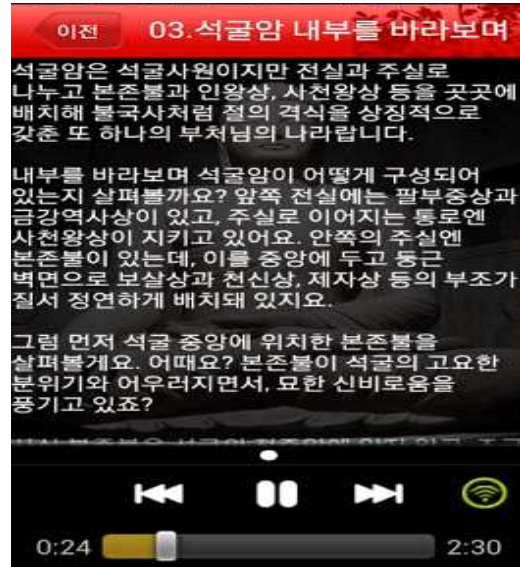 이전
03.석굴암 내부를 바라보며
석굴암은 석굴사원이지만 전실과 주실로
나누고 본존불과 인왕상, 사천왕상 등을 곳곳에
배치해 불국사처럼 절의 격식을 상징적으로
갖춘 또 하나의 부처님의 나라랍니다.
내부를 바라보며 석굴암이 어떻게 구성되어
있는지 살펴볼까요? 앞쪽 전실에는 팔부중상과
금강역사상이 있고, 주실로 이어지는 통로엔
사천왕상이 지키고 있어요. 안쪽의 주실엔
본존불이 있는데, 이를 중앙에 두고 둥근
벽면으로 보살상과 천신상, 제자상 등의 부조가
질서 정연하게 배치돼 있지요.
그럼 먼저 석굴 중앙에 위치한 본존불을
살펴볼게요. 어때요? 본존불이 석굴의 고요한
분위기와 어우러지면서, 묘한 신비로움을
풍기고 있죠?
0:24
2:30